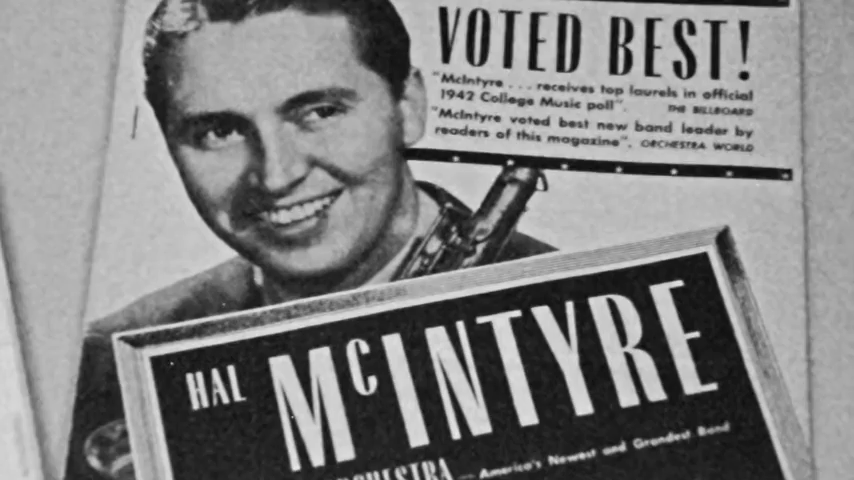 VOTED BEST!
"McIntyre . . . receives top laurels in official
1942 College Music poll". THE BILLBOARD
"McIntyre voted best new band leader by
readers of this magazine". ORCHESTRA WORLD
HAL McINTYRE
ORCHESTRA — America's Newest and Grandest Band